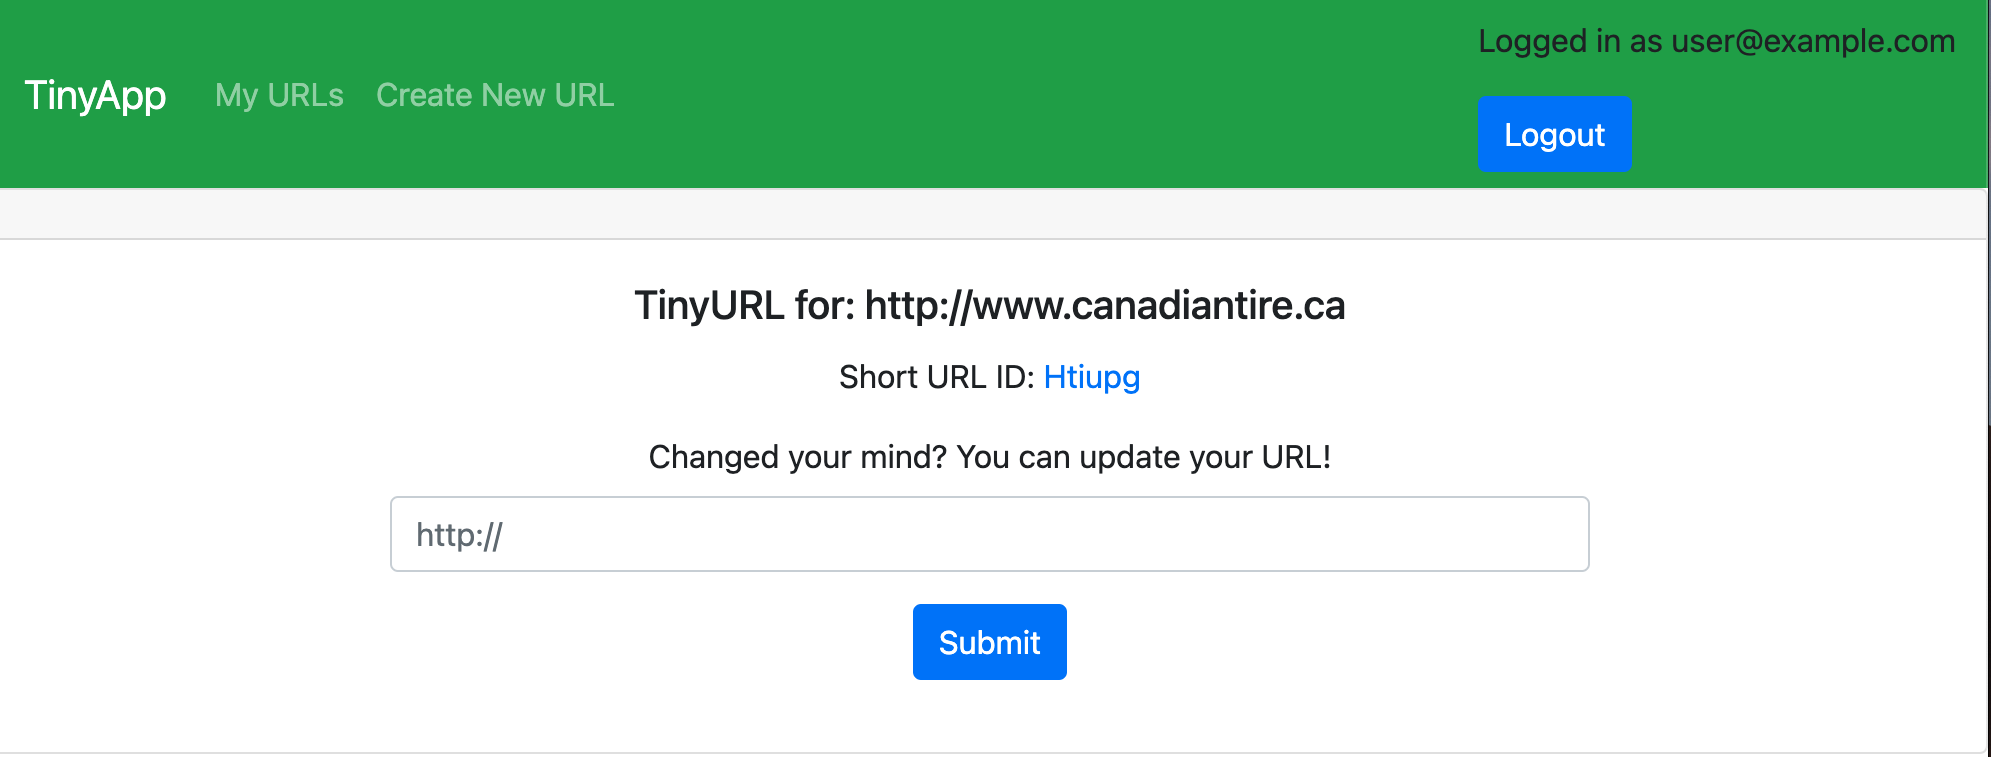 Logged in as user@example.com
TinyApp My URLs Create New URL
Logout
TinyURL for: http://www.canadiantire.ca
Short URL ID: Htiupg
Changed your mind? You can update your URL!
http://
Submit